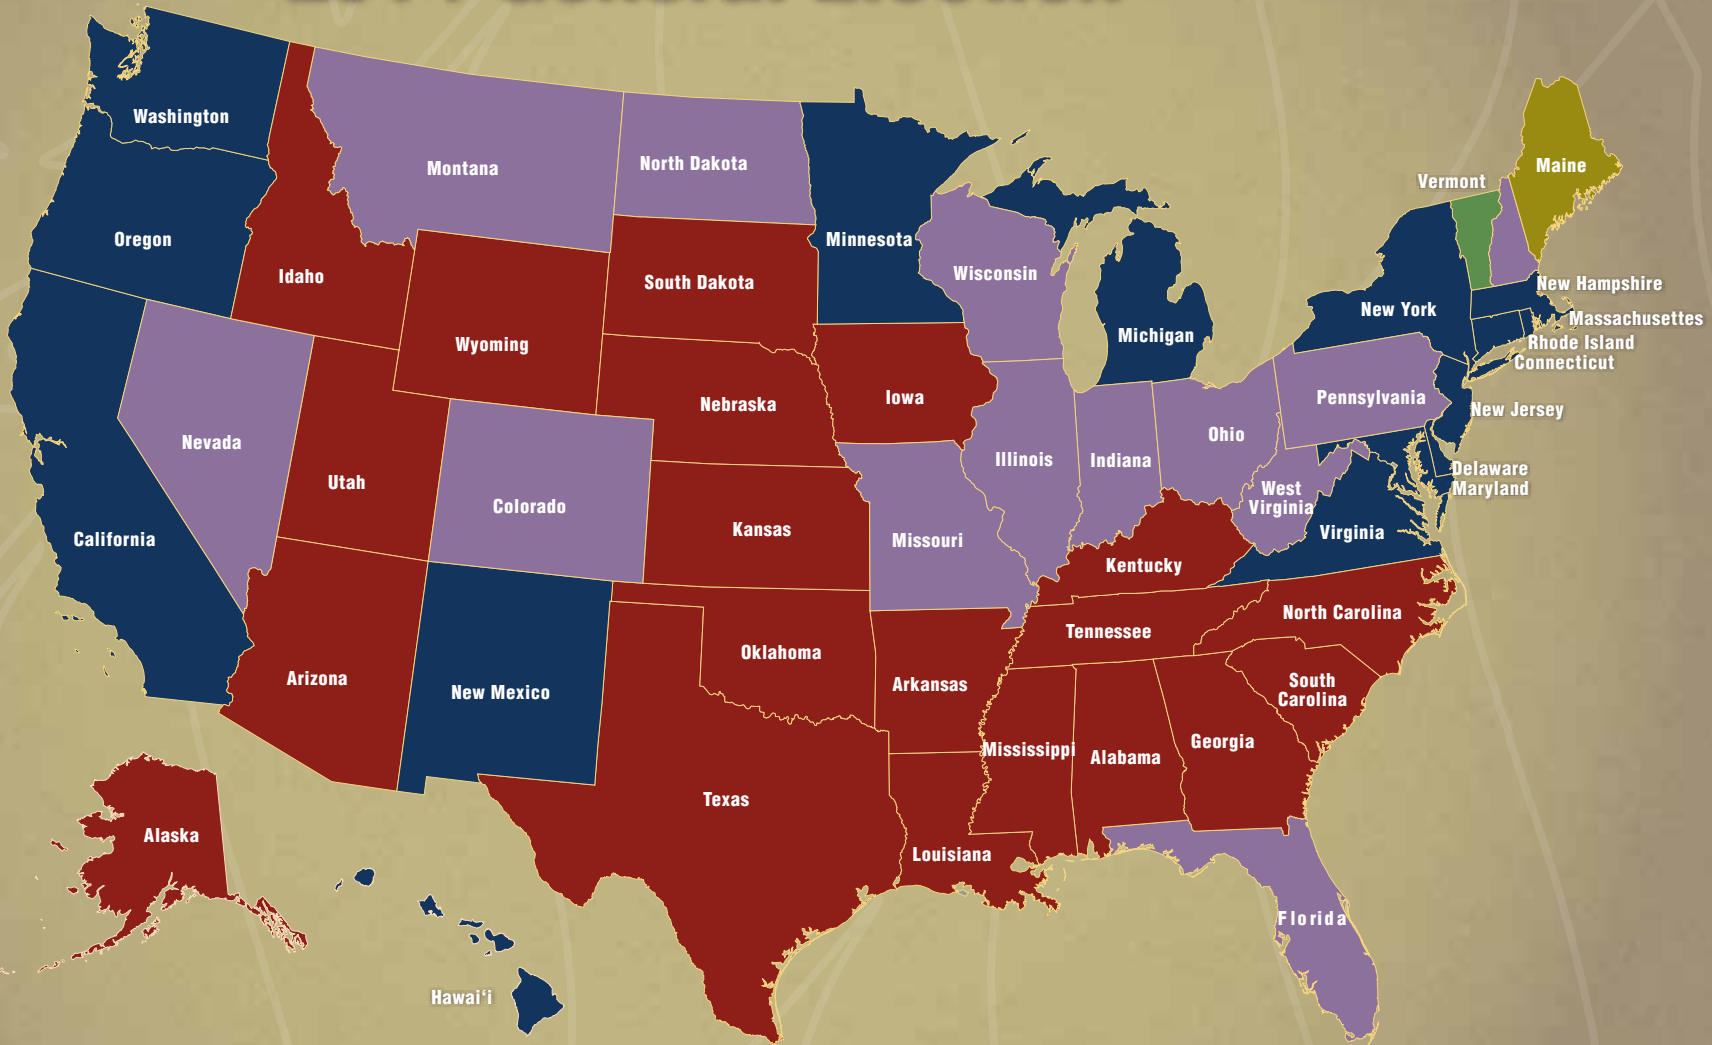 Washington
Montana
North Dakota
Minnesota
Oregon
Idaho
South Dakota
Wisconsin
Michigan
Vermont
Maine
New Hampshire
New York
Massachusettes
Rhode Island
Connecticut
Wyoming
Nebraska
Iowa
Pennsylvania
New Jersey
Nevada
Utah
Colorado
Illinois
Indiana
Ohio
Delaware
Maryland
West
Virginia
Virginia
California
Kansas
Missouri
Kentucky
North Carolina
Tennessee
Arizona
New Mexico
Oklahoma
Arkansas
South
Carolina
Mississippi
Alabama
Georgia
Texas
Louisiana
Alaska
Florida
Hawai‘i